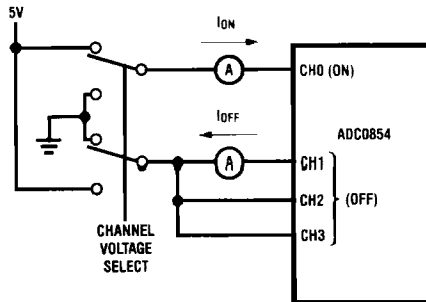 5V
ION
A
CH0 (ON)
IOFF
ADC0854
A
CH1
CH2
(OFF)
CH3
CHANNEL
VOLTAGE
SELECT